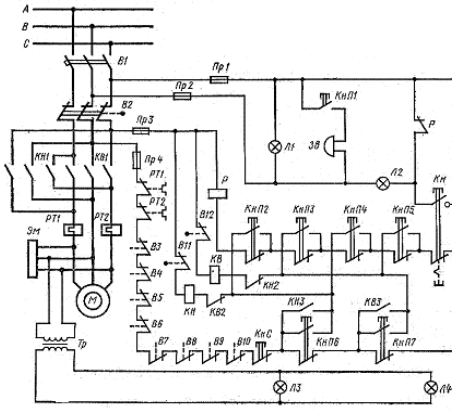 А
В
С
В1
Пр1
Пр2
В2
КнП1
Р
Пр3
Л1
ЗВ
Л2
КН1
КВ1
Пр4
РТ1
РТ2
В12
Р
Кн
КнП2
КнП3
КнП4
КнП5
РТ1
РТ2
ЭМ
В11
В3
КВ
В4
КН2
М
В5
КН
КВ2
КН3
КВ3
В6
Тр
В7
В8
В9
В10
КнС
КнП6
КнП7
Л3
Л4